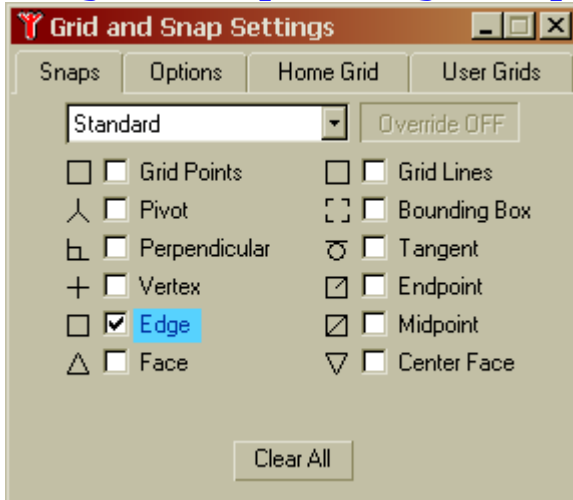 Grid and Snap Settings
Snaps Options Home Grid User Grids
Standard Override OFF
Grid Points Grid Lines
Pivot Bounding Box
Perpendicular Tangent
Vertex Endpoint
Edge Midpoint
Face Center Face
Clear All